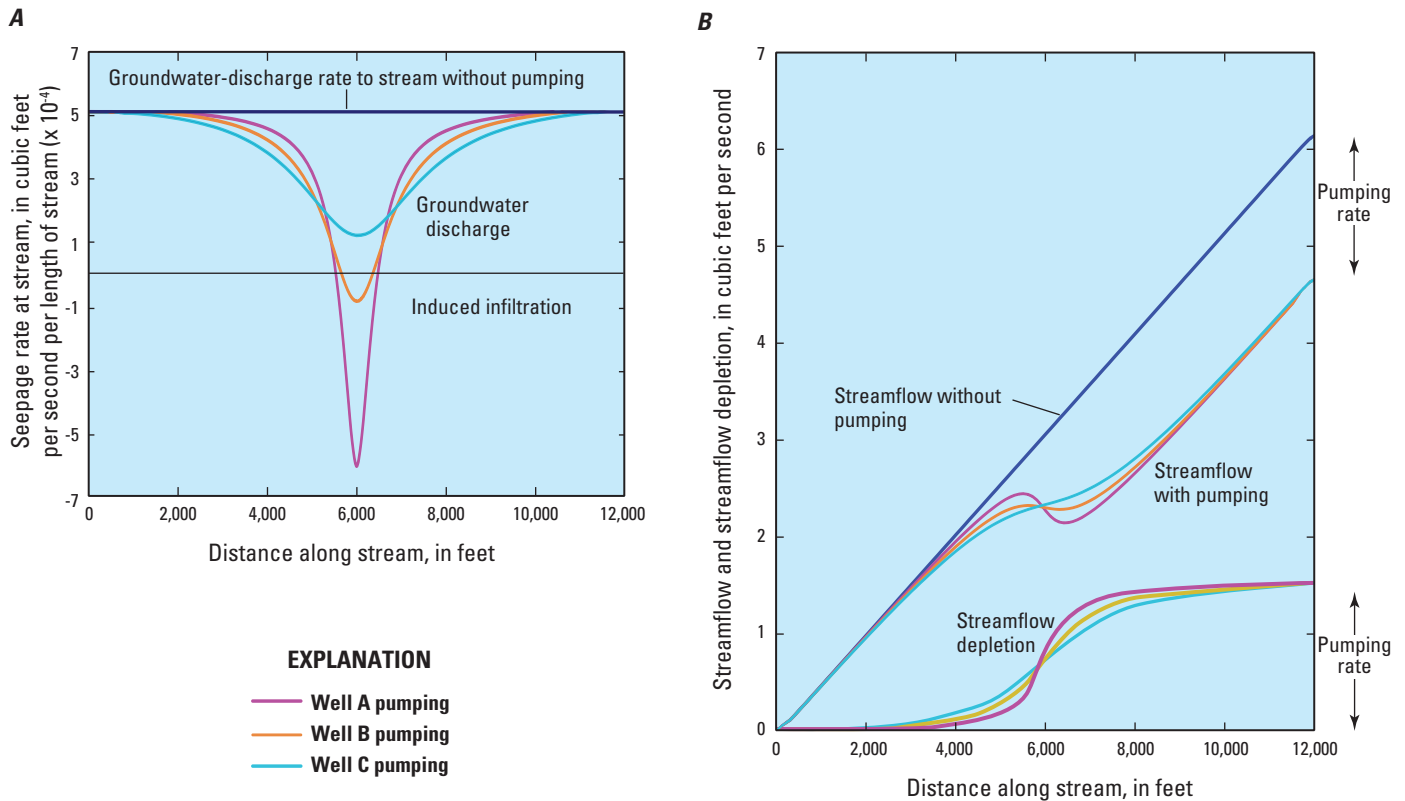 A
7
5
3
1
-1
-3
-5
-7
Seepage rate at stream, in cubic feet
per second per length of stream (x 10-4)
Groundwater-discharge rate to stream without pumping
Groundwater
discharge
Induced infiltration
0
2,000
4,000
6,000
8,000
10,000
12,000
Distance along stream, in feet
EXPLANATION
Well A pumping
Well B pumping
Well C pumping
B
7
6
5
4
3
2
1
0
Streamflow and streamflow depletion, in cubic feet per second
Streamflow without
pumping
Streamflow
with pumping
Streamflow
depletion
Pumping
rate
Pumping
rate
0
2,000
4,000
6,000
8,000
10,000
12,000
Distance along stream, in feet